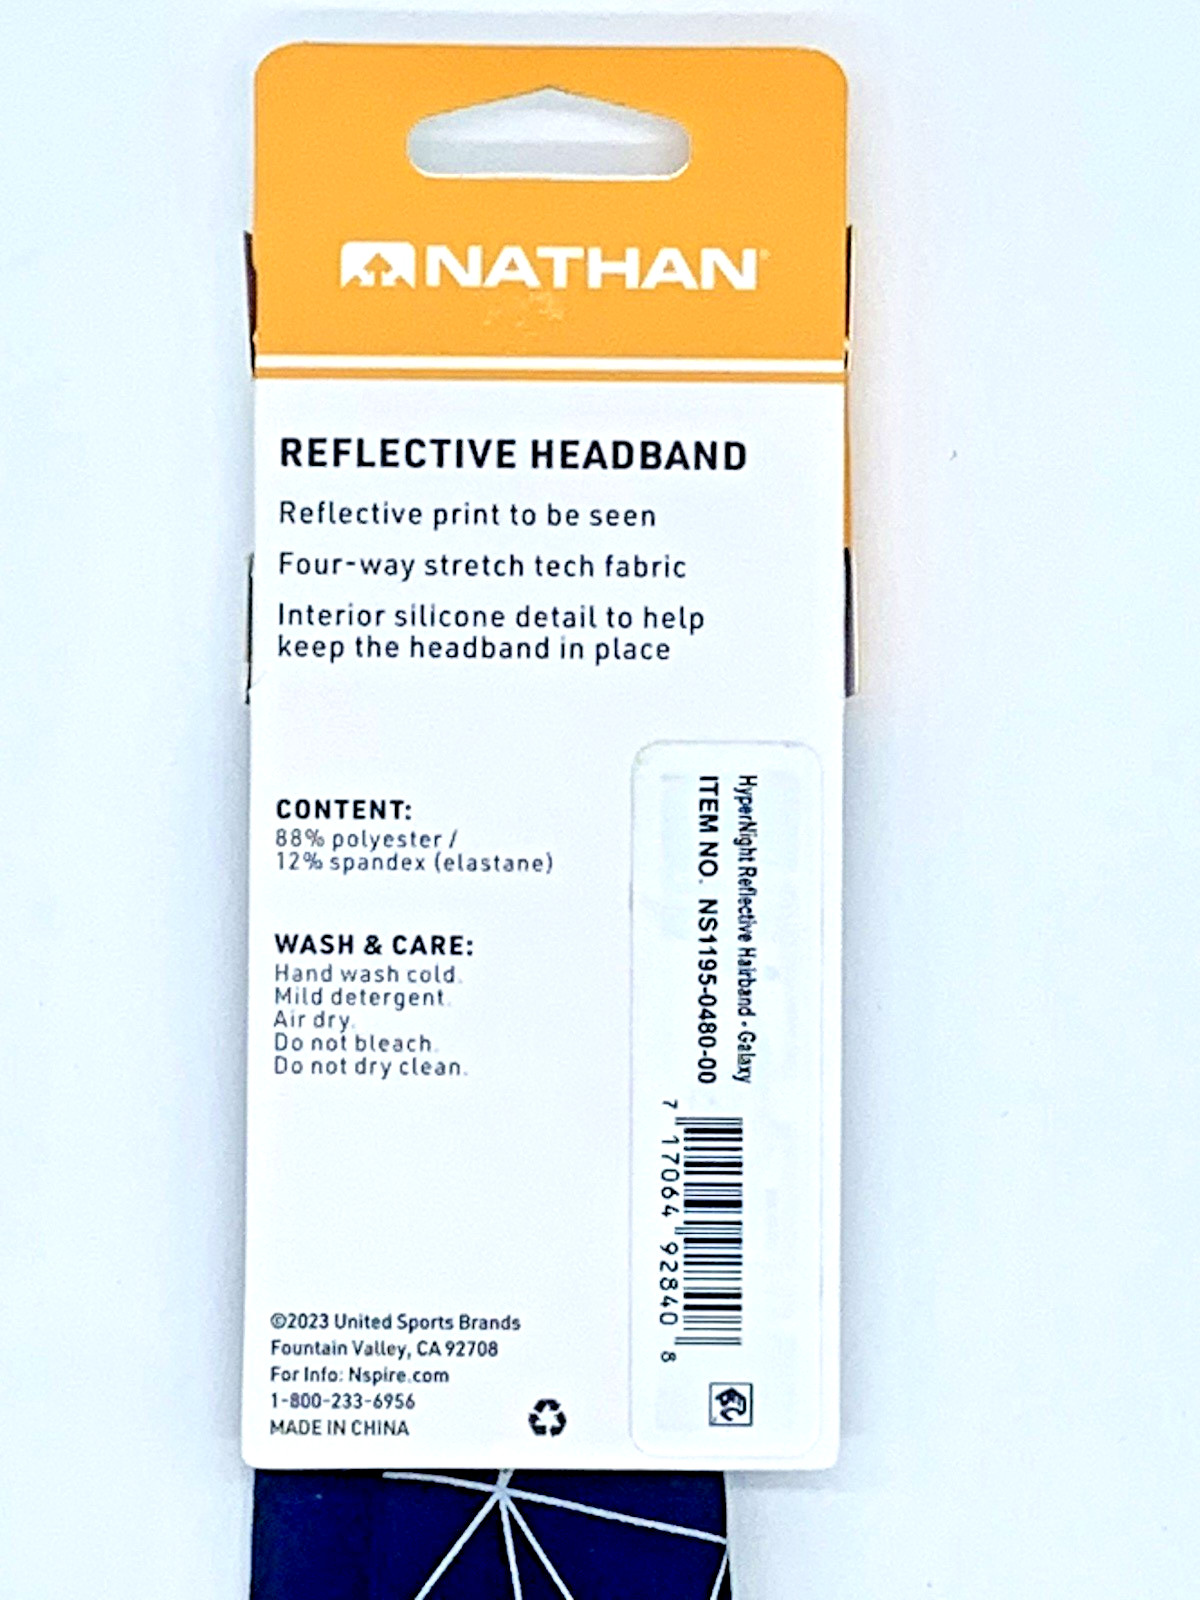 NATHAN®
REFLECTIVE HEADBAND
Reflective print to be seen
Four-way stretch tech fabric
Interior silicone detail to help
keep the headband in place
CONTENT:
88% polyester /
12% spandex (elastane)
WASH & CARE:
Hand wash cold.
Mild detergent.
Air dry.
Do not bleach.
Do not dry clean.
©2023 United Sports Brands
Fountain Valley, CA 92708
For Info: Nspire.com
1-800-233-6956
MADE IN CHINA
HyperNight Reflective Hairband - Galaxy
ITEM NO. NS1195-0480-00
7 17064 92840 8